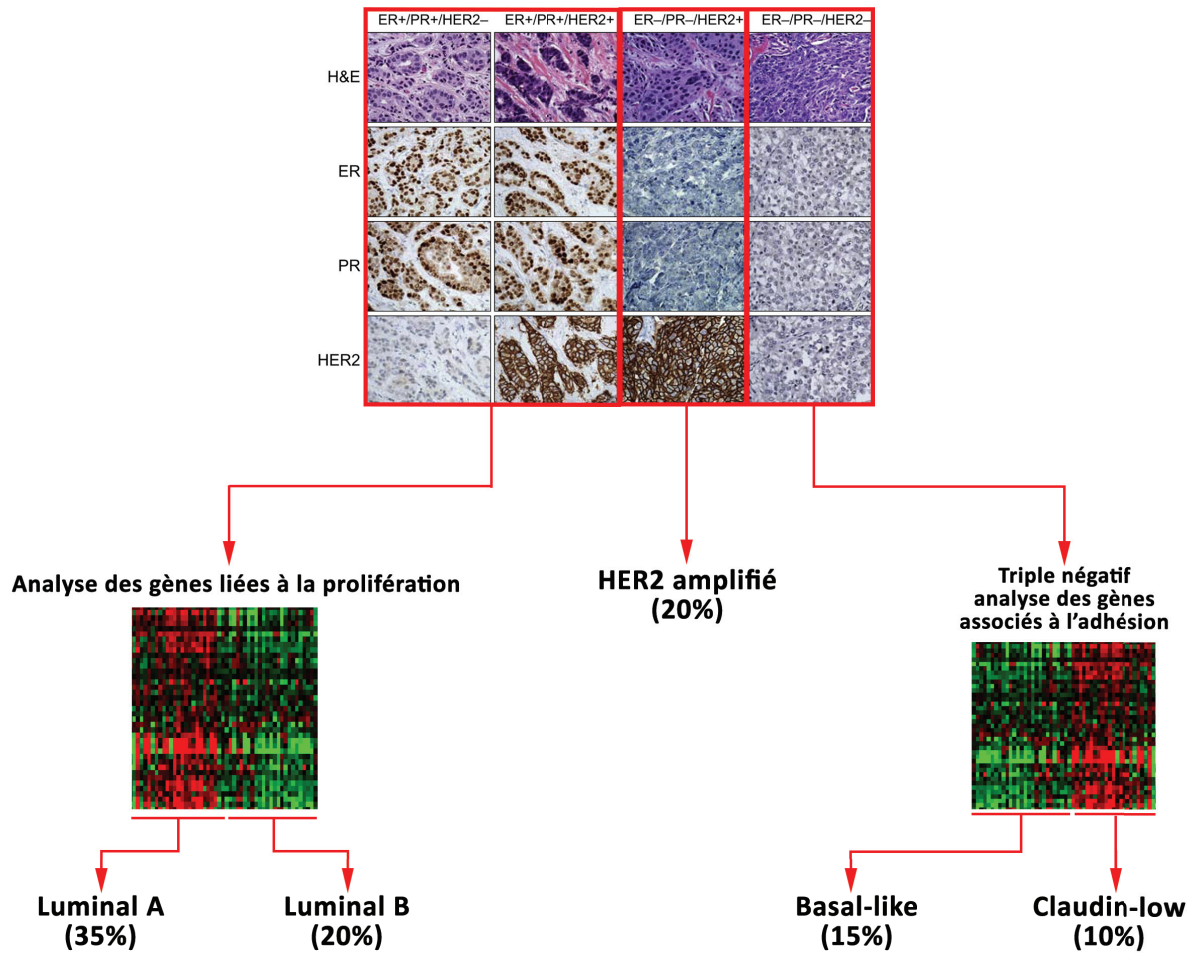 ER+/PR+/HER2– ER+/PR+/HER2+ ER–/PR–/HER2+ ER–/PR–/HER2–
H&E
ER
PR
HER2
Analyse des gènes liées à la prolifération
HER2 amplifié
(20%)
Triple négatif
analyse des gènes
associés à l’adhésion
Luminal A
(35%)
Luminal B
(20%)
Basal-like
(15%)
Claudin-low
(10%)